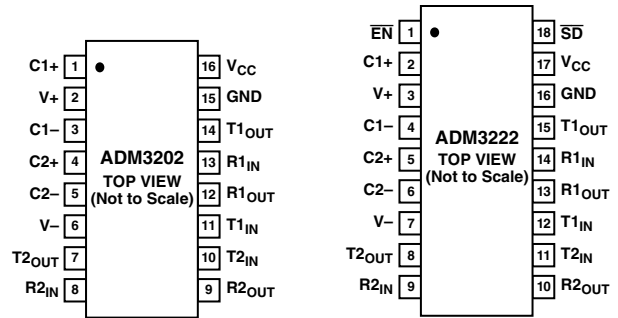 C1+ 1 16 VCC
V+ 2 15 GND
C1– 3 14 T1OUT
C2+ 4 13 R1IN
C2– 5 12 R1OUT
V– 6 11 T1IN
T2OUT 7 10 T2IN
R2IN 8 9 R2OUT
ADM3202
TOP VIEW
(Not to Scale)
EN 1 18 SD
C1+ 2 17 VCC
V+ 3 16 GND
C1– 4 15 T1OUT
C2+ 5 14 R1IN
C2– 6 13 R1OUT
V– 7 12 T1IN
T2OUT 8 11 T2IN
R2IN 9 10 R2OUT
ADM3222
TOP VIEW
(Not to Scale)